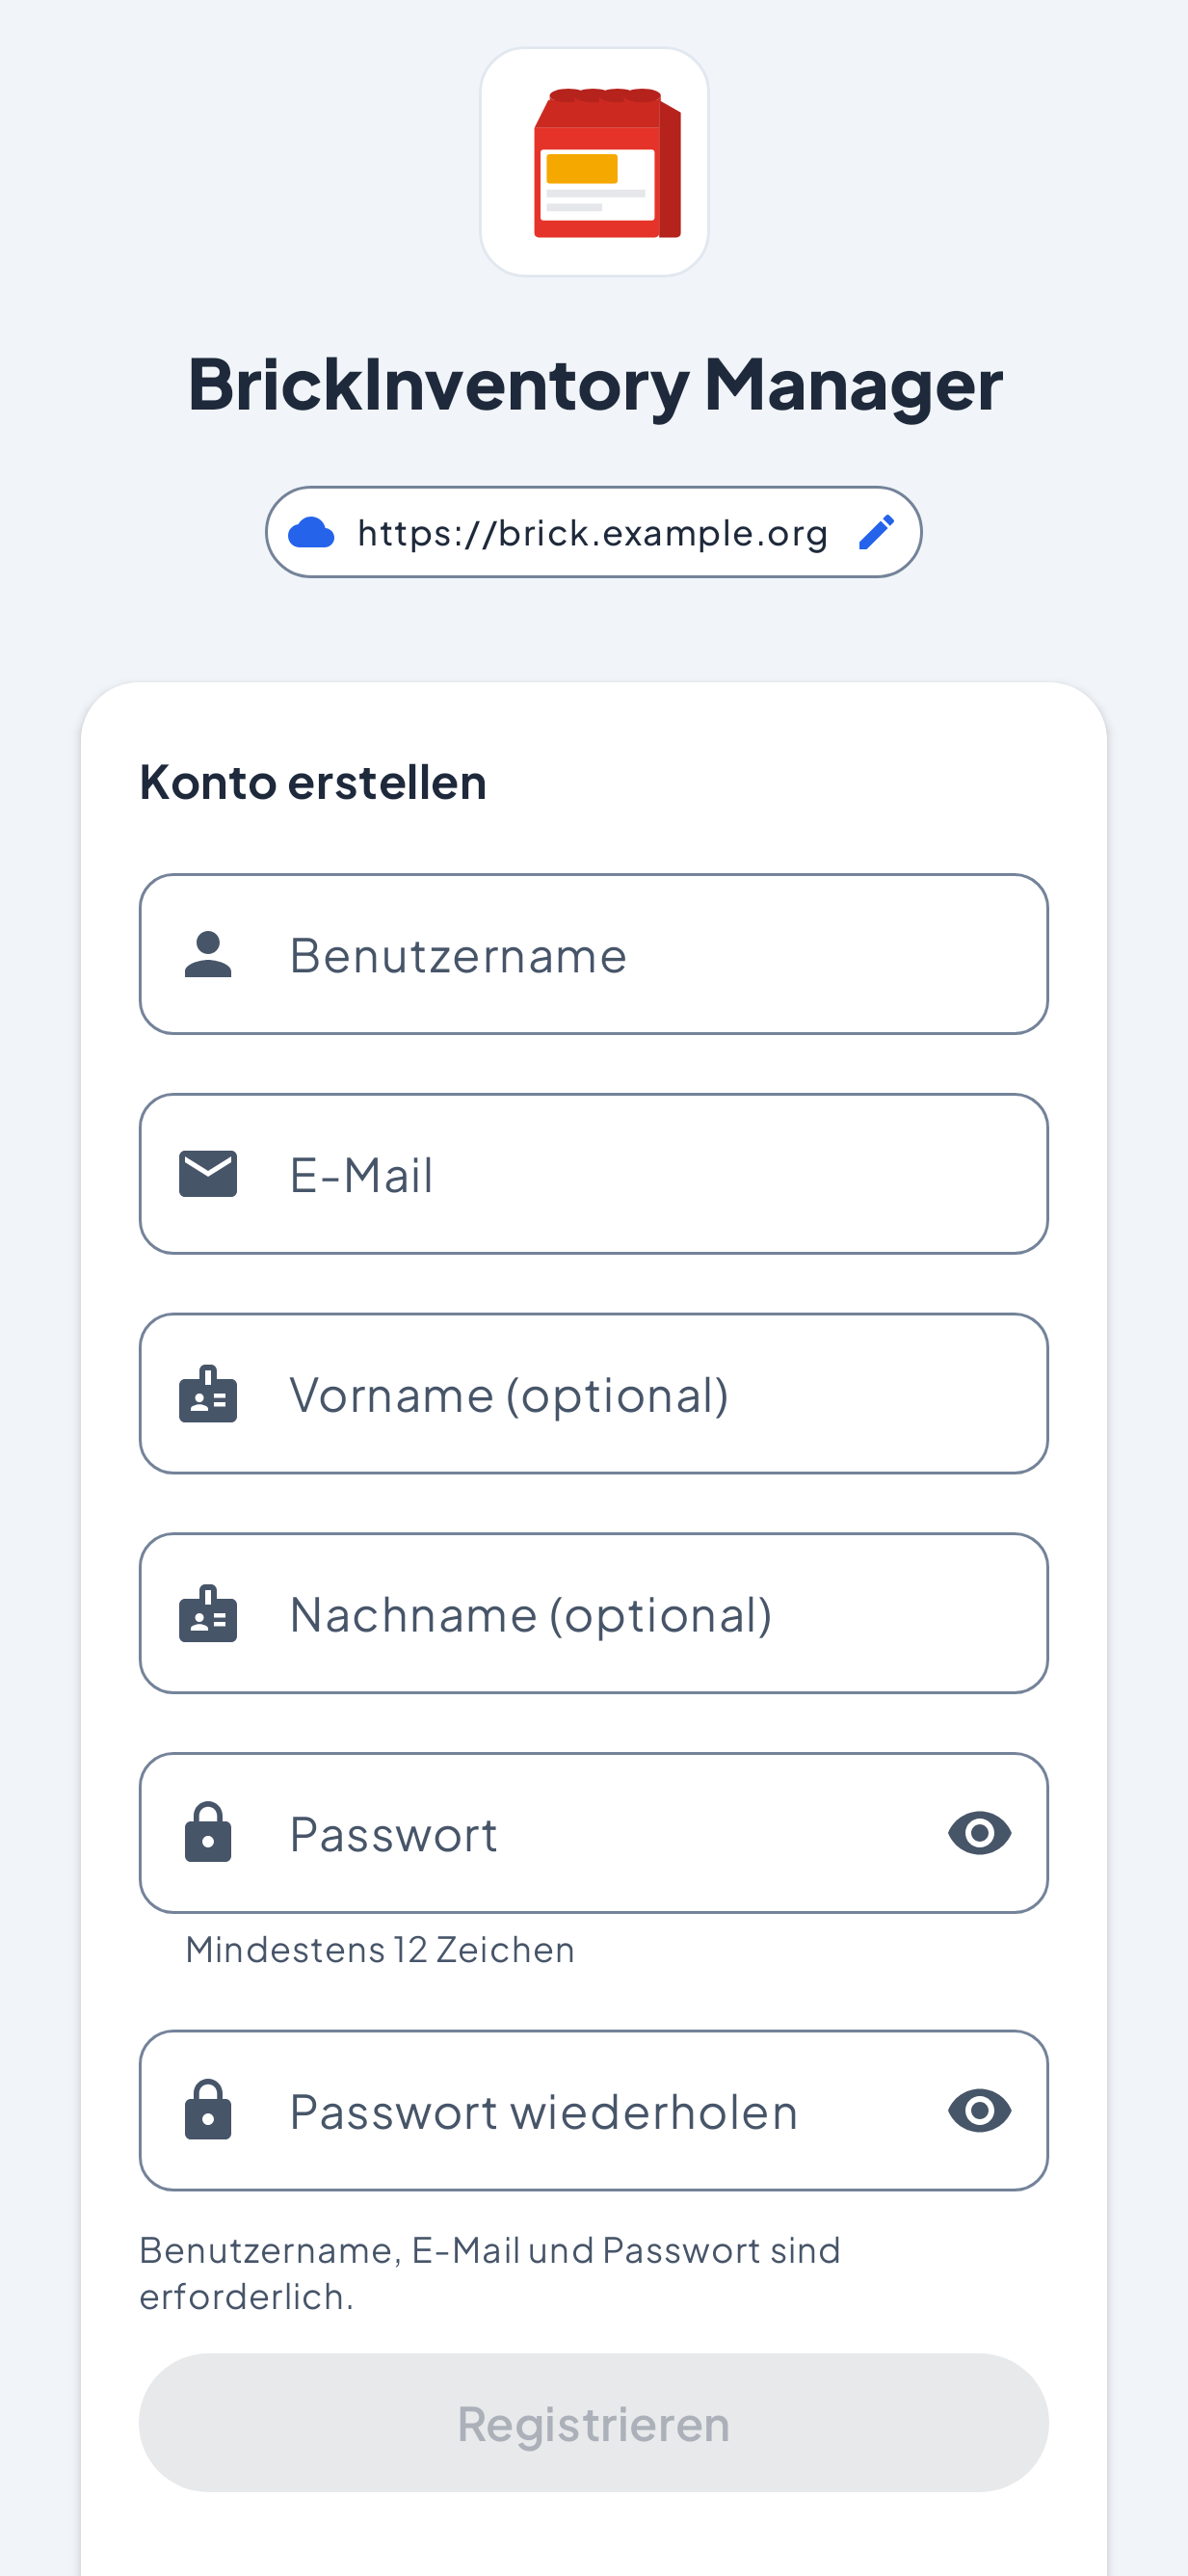 BrickInventory Manager
https://brick.example.org
Konto erstellen
Benutzername
E-Mail
Vorname (optional)
Nachname (optional)
Passwort
Mindestens 12 Zeichen
Passwort wiederholen
Benutzername, E-Mail und Passwort sind
erforderlich.
Registrieren